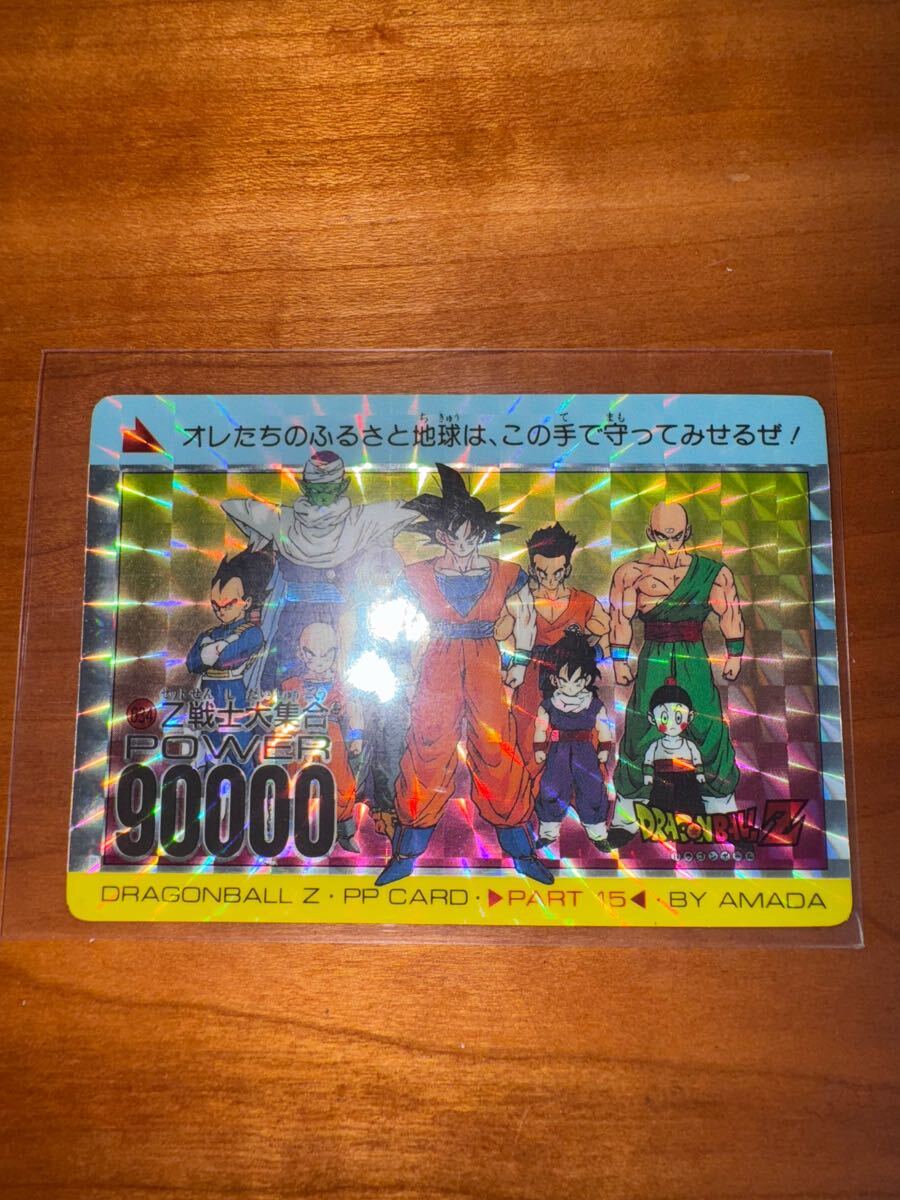 オレたちのふるさと地球は、この手で守ってみせるぜ!
634
Z戦士大集合
POWER
90000
DRAGONBALL Z
DRAGONBALL Z・PP CARD・▶PART 15◀・BY AMADA